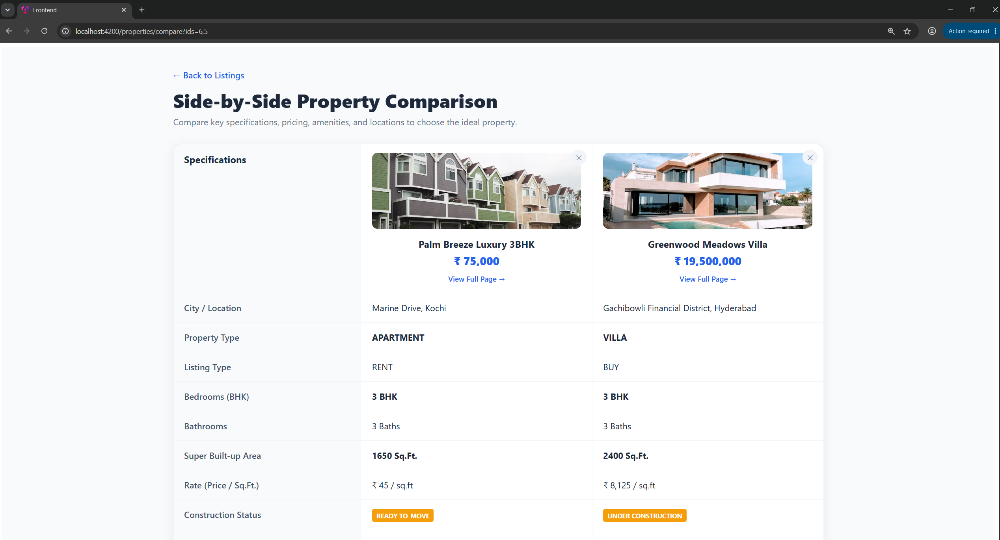 Frontend
localhost:4200/properties/compare?ids=6,5
Action required
← Back to Listings
Side-by-Side Property Comparison
Compare key specifications, pricing, amenities, and locations to choose the ideal property.
Specifications
Palm Breeze Luxury 3BHK
₹ 75,000
View Full Page →
Greenwood Meadows Villa
₹ 19,500,000
View Full Page →
City / Location Marine Drive, Kochi Gachibowli Financial District, Hyderabad
Property Type APARTMENT VILLA
Listing Type RENT BUY
Bedrooms (BHK) 3 BHK 3 BHK
Bathrooms 3 Baths 3 Baths
Super Built-up Area 1650 Sq.Ft. 2400 Sq.Ft.
Rate (Price / Sq.Ft.) ₹ 45 / sq.ft ₹ 8,125 / sq.ft
Construction Status READY TO_MOVE UNDER CONSTRUCTION